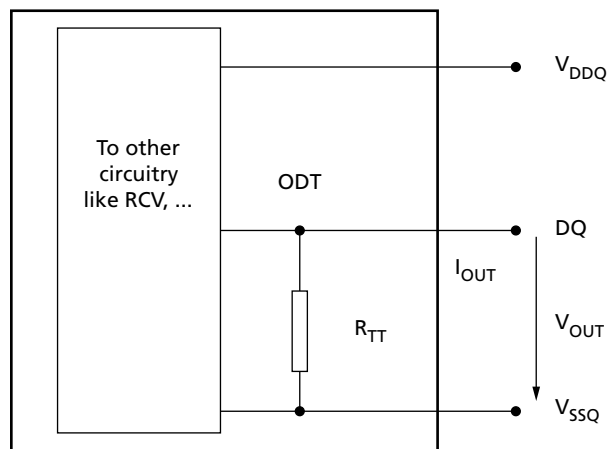 V_DDQ
To other
circuitry
like RCV, ...
ODT
DQ
I_OUT
R_TT
V_OUT
V_SSQ